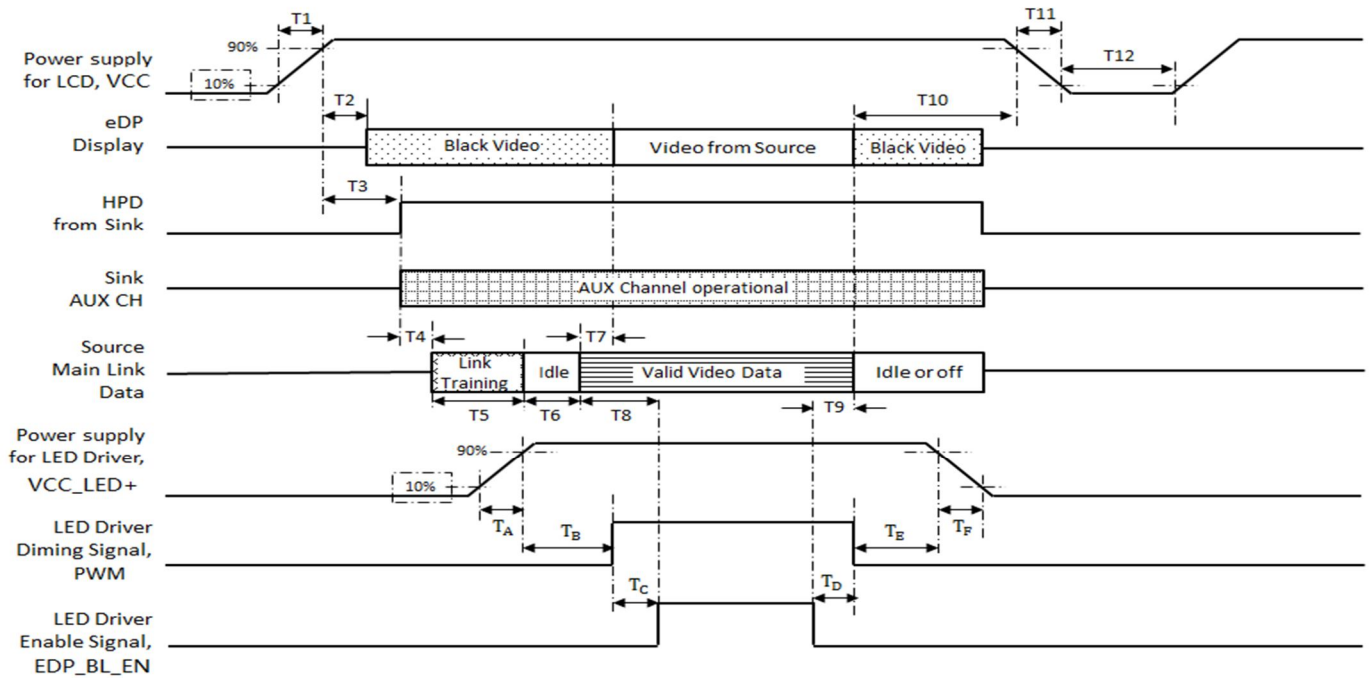 T1
T11
90%
Power supply
for LCD, VCC
10%
T12
T2
T10
eDP
Display
Black Video
Video from Source
Black Video
T3
HPD
from Sink
Sink
AUX CH
AUX Channel operational
T4
T7
Source
Main Link
Data
Link
Training
Idle
Valid Video Data
Idle or off
T5
T6
T8
T9
Power supply
for LED Driver,
VCC_LED+
90%
10%
TA
TB
TE
TF
LED Driver
Diming Signal,
PWM
TC
TD
LED Driver
Enable Signal,
EDP_BL_EN